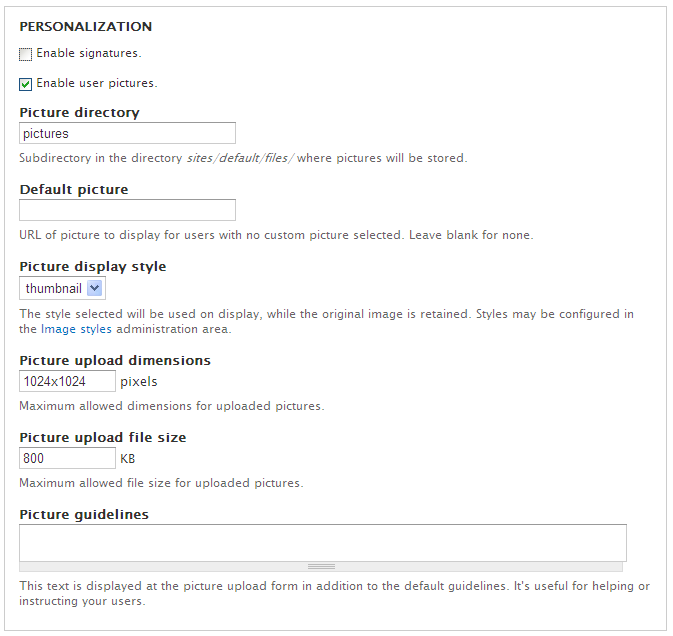 PERSONALIZATION
Enable signatures.
Enable user pictures.
Picture directory
pictures
Subdirectory in the directory sites/default/files/ where pictures will be stored.
Default picture
URL of picture to display for users with no custom picture selected. Leave blank for none.
Picture display style
thumbnail
The style selected will be used on display, while the original image is retained. Styles may be configured in
the Image styles administration area.
Picture upload dimensions
1024x1024 pixels
Maximum allowed dimensions for uploaded pictures.
Picture upload file size
800 KB
Maximum allowed file size for uploaded pictures.
Picture guidelines
This text is displayed at the picture upload form in addition to the default guidelines. It's useful for helping or
instructing your users.